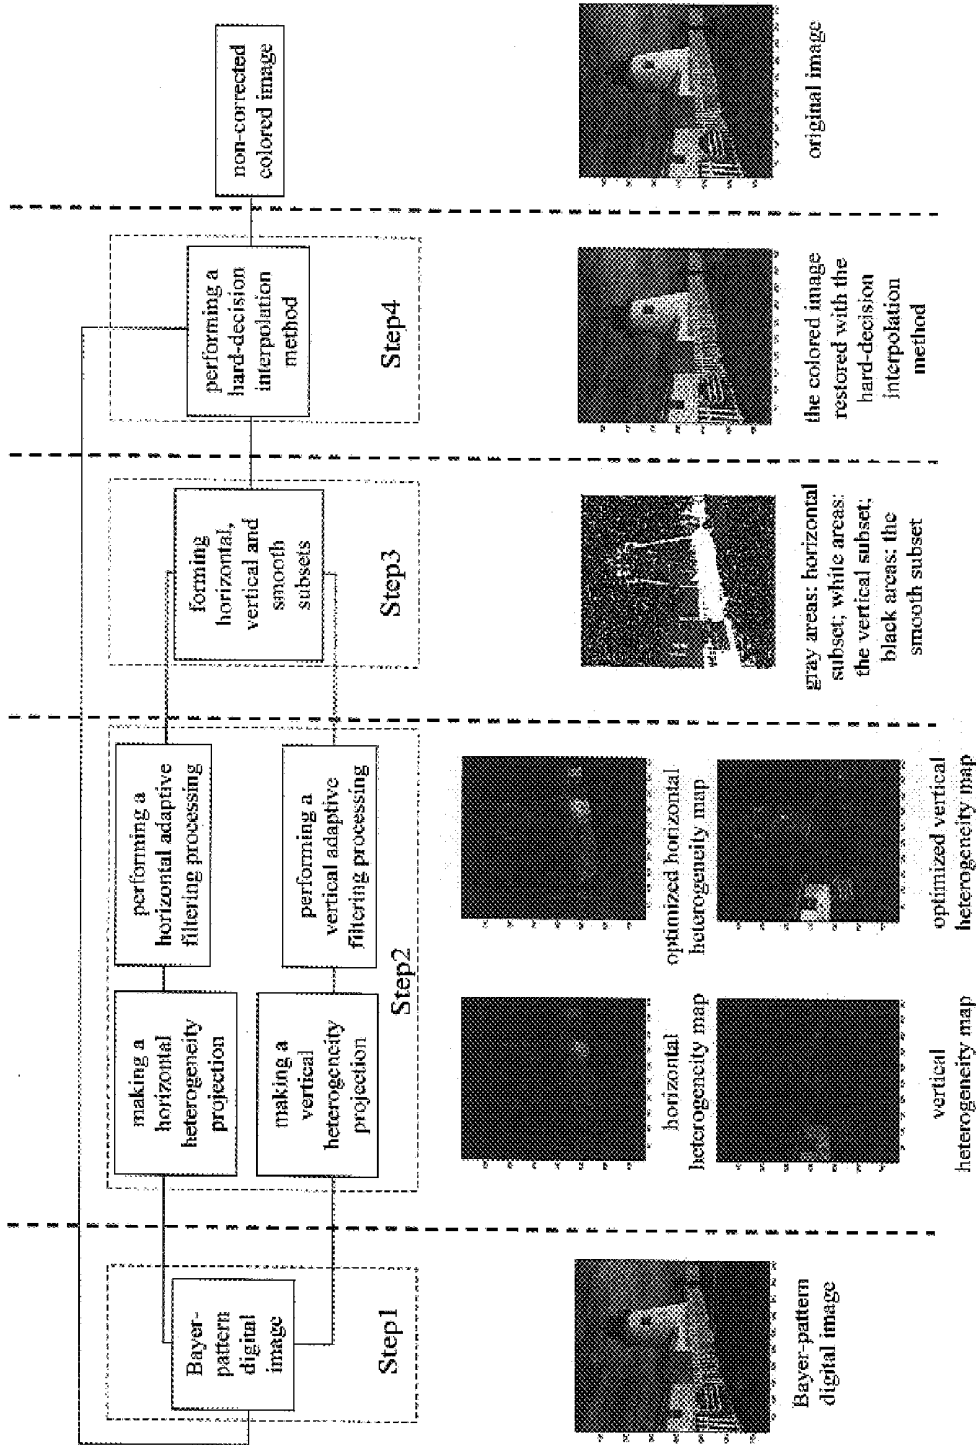 Bayer-
pattern
digital
image
Step1
making a
horizontal
heterogeneity
projection
performing a
horizontal adaptive
filtering processing
making a
vertical
heterogeneity
projection
performing a
vertical adaptive
filtering processing
Step2
forming
horizontal,
vertical and
smooth
subsets
Step3
performing a
hard-decision
interpolation
method
Step4
non-corrected
colored image
Bayer-pattern
digital image
horizontal
heterogeneity map
optimized horizontal
heterogeneity map
vertical
heterogeneity map
optimized vertical
heterogeneity map
gray areas: horizontal
subset; while areas:
the vertical subset;
black areas: the
smooth subset
the colored image
restored with the
hard-decision
interpolation
method
original image